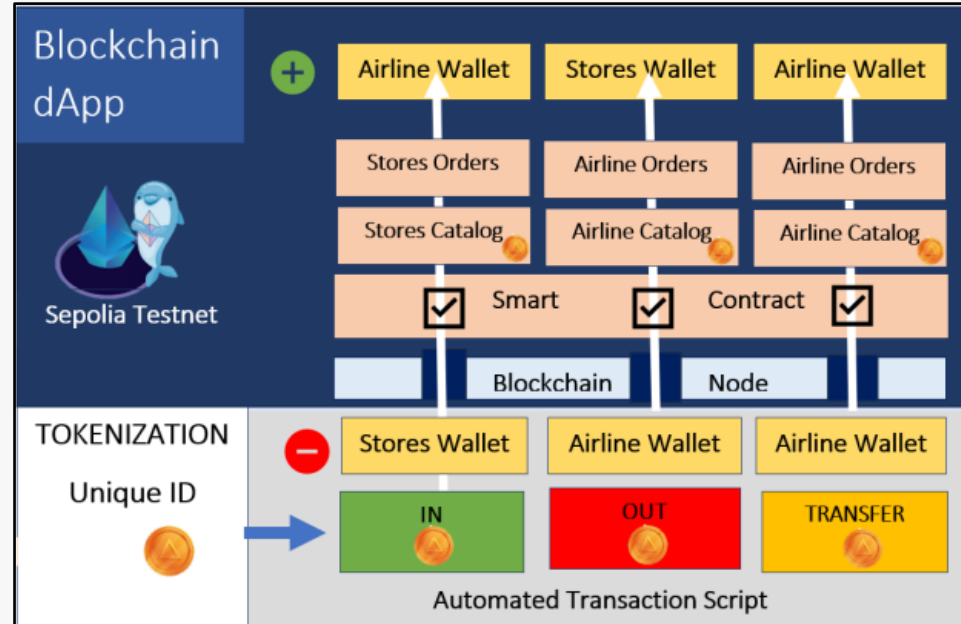 Blockchain
dApp
Airline Wallet
Stores Wallet
Airline Wallet
Stores Orders
Airline Orders
Airline Orders
Stores Catalog
Airline Catalog
Airline Catalog
Sepolia Testnet
Smart Contract
Blockchain Node
TOKENIZATION
Unique ID
Stores Wallet
Airline Wallet
Airline Wallet
IN
OUT
TRANSFER
Automated Transaction Script